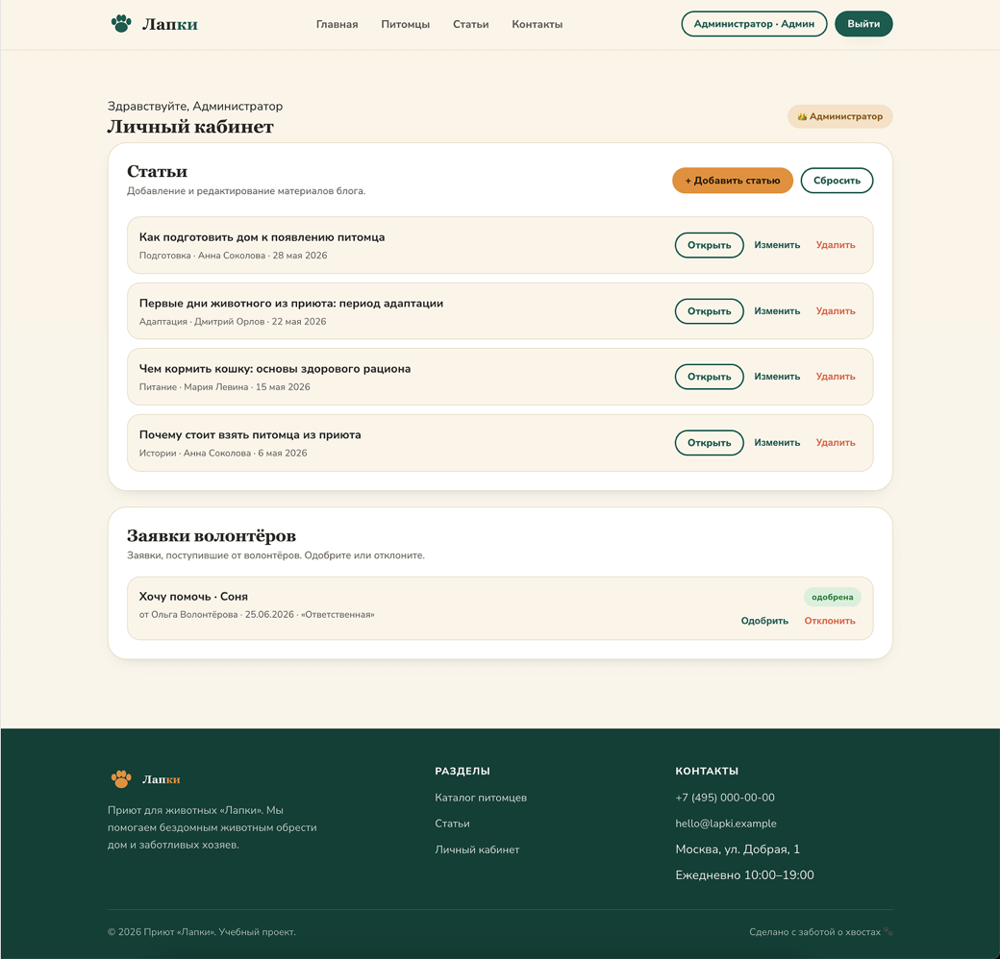 Лапки
Главная Питомцы Статьи Контакты
Администратор · Админ
Выйти
Здравствуйте, Администратор
Личный кабинет
Администратор
Статьи
Добавление и редактирование материалов блога.
+ Добавить статью
Сбросить
Как подготовить дом к появлению питомца
Подготовка · Анна Соколова · 28 мая 2026
Открыть Изменить Удалить
Первые дни животного из приюта: период адаптации
Адаптация · Дмитрий Орлов · 22 мая 2026
Открыть Изменить Удалить
Чем кормить кошку: основы здорового рациона
Питание · Мария Левина · 15 мая 2026
Открыть Изменить Удалить
Почему стоит взять питомца из приюта
Истории · Анна Соколова · 6 мая 2026
Открыть Изменить Удалить
Заявки волонтёров
Заявки, поступившие от волонтёров. Одобрите или отклоните.
Хочу помочь · Соня
от Ольга Волонтёрова · 25.06.2026 · «Ответственная»
одобрена
Одобрить Отклонить
Лапки
Приют для животных «Лапки». Мы
помогаем бездомным животным обрести
дом и заботливых хозяев.
РАЗДЕЛЫ
Каталог питомцев
Статьи
Личный кабинет
КОНТАКТЫ
+7 (495) 000-00-00
hello@lapki.example
Москва, ул. Добрая, 1
Ежедневно 10:00–19:00
© 2026 Приют «Лапки». Учебный проект.
Сделано с заботой о хвостах